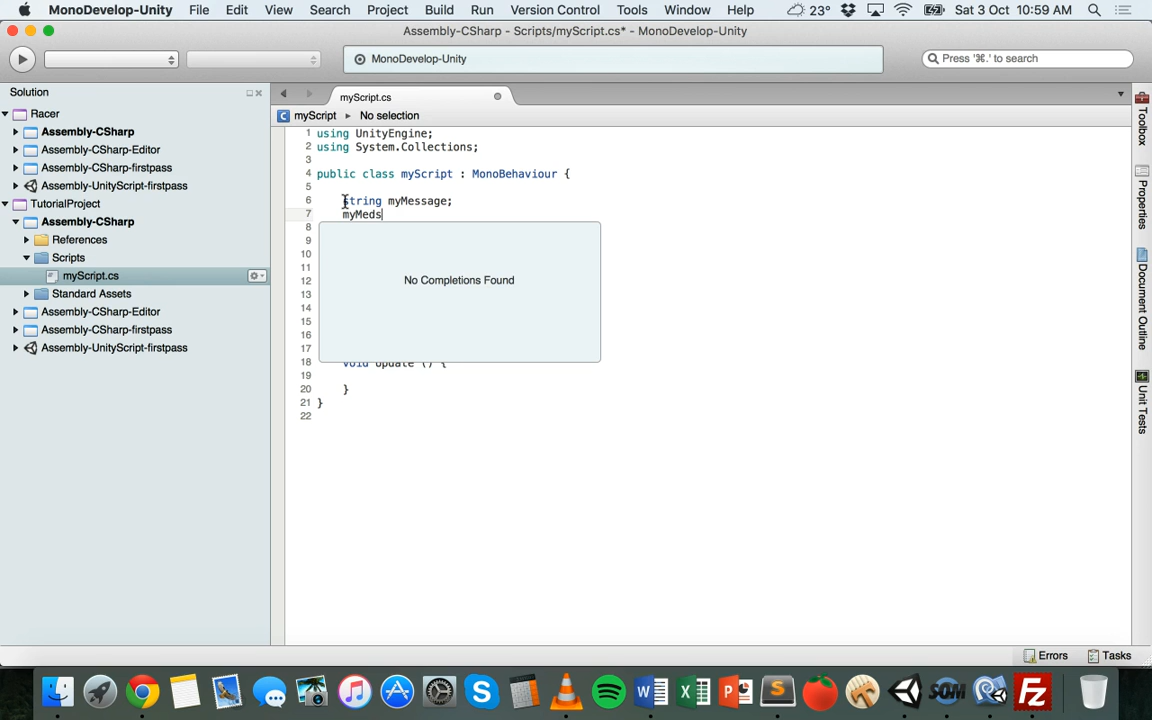 MonoDevelop-Unity File Edit View Search Project Build Run Version Control Tools Window Help 23° Sat 3 Oct 10:59 AM
Assembly-CSharp - Scripts/myScript.cs* - MonoDevelop-Unity
MonoDevelop-Unity
Press '⌘.' to search
Solution
Racer
Assembly-CSharp
Assembly-CSharp-Editor
Assembly-CSharp-firstpass
Assembly-UnityScript-firstpass
TutorialProject
Assembly-CSharp
References
Scripts
myScript.cs
Standard Assets
Assembly-CSharp-Editor
Assembly-CSharp-firstpass
Assembly-UnityScript-firstpass
myScript.cs
myScript ▸ No selection
1 using UnityEngine;
2 using System.Collections;
3
4 public class myScript : MonoBehaviour {
5
6 string myMessage;
7 myMeds
8
9
10
11
12
13
14
15
16
17
18 void Update () {
19
20 }
21 }
22
No Completions Found
Toolbox
Properties
Document Outline
Unit Tests
Errors
Tasks
SOM
Fz